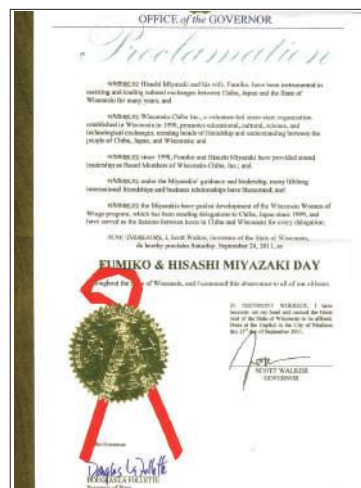 OFFICE of the GOVERNOR
Proclamation
WHEREAS; Hisashi Miyazaki and his wife, Fumiko, have been instrumental in
assisting and leading cultural exchanges between Chiba, Japan and the State of
Wisconsin for many years; and
WHEREAS; Wisconsin-Chiba Inc., a volunteer-led sister-state organization
established in Wisconsin in 1998, promotes educational, cultural, science, and
technological exchanges, creating bonds of friendship and understanding between the
people of Chiba, Japan, and Wisconsin; and
WHEREAS; since 1998, Fumiko and Hisashi Miyazaki have provided sound
leadership as Board Members of Wisconsin-Chiba, Inc.; and
WHEREAS; under the Miyazakis' guidance and leadership, many lifelong
international friendships and business relationships have blossomed; and
WHEREAS; the Miyazakis have guided development of the Wisconsin Women of
Wings program, which has been sending delegations to Chiba, Japan since 1999, and
have served as the liaisons between hosts in Chiba and Wisconsin for every delegation;
NOW, THEREFORE, I, Scott Walker, Governor of the State of Wisconsin,
do hereby proclaim Saturday, September 24, 2011, as
FUMIKO & HISASHI MIYAZAKI DAY
throughout the State of Wisconsin, and I commend this observance to all of our citizens.
IN TESTIMONY WHEREOF, I have
hereunto set my hand and caused the Great
Seal of the State of Wisconsin to be affixed.
Done at the Capitol in the City of Madison
this 21st day of September 2011.
SCOTT WALKER
GOVERNOR
Governor:
Douglas La Follette
DOUGLAS LA FOLLETTE
Secretary of State